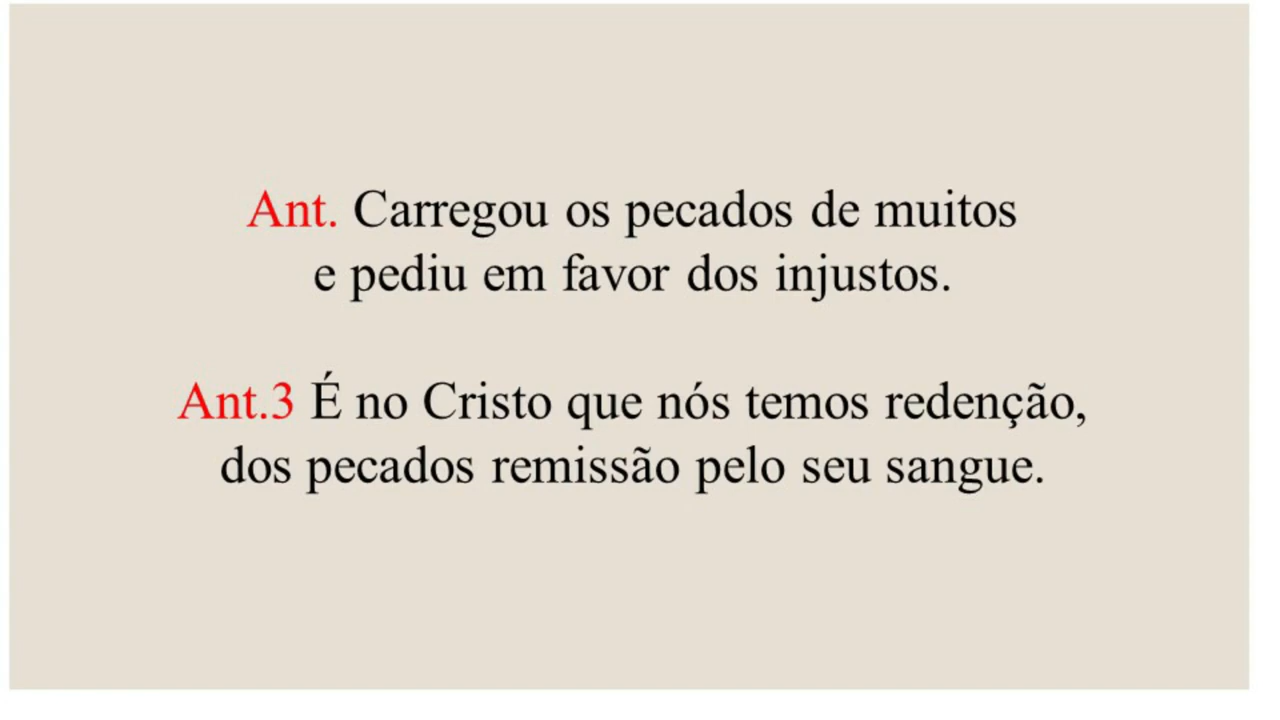 Ant. Carregou os pecados de muitos
e pediu em favor dos injustos.
Ant.3 É no Cristo que nós temos redenção,
dos pecados remissão pelo seu sangue.